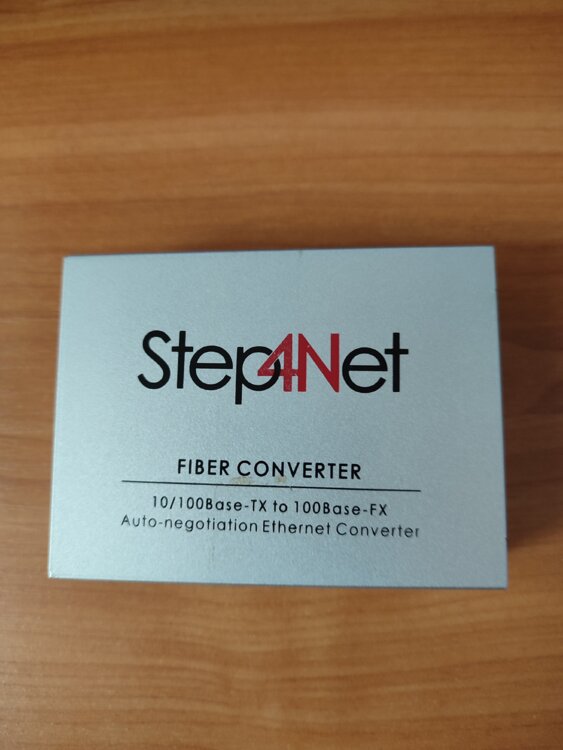 Step4Net
FIBER CONVERTER
10/100Base-TX to 100Base-FX
Auto-negotiation Ethernet Converter